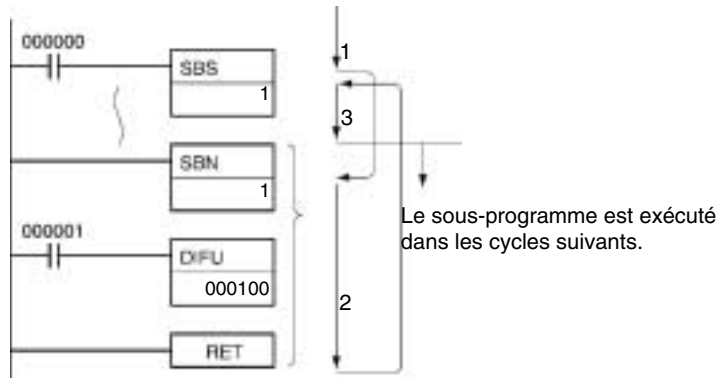 000000
SBS
1
1
3
SBN
1
Le sous-programme est exécuté
dans les cycles suivants.
000001
DIFU
000100
2
RET